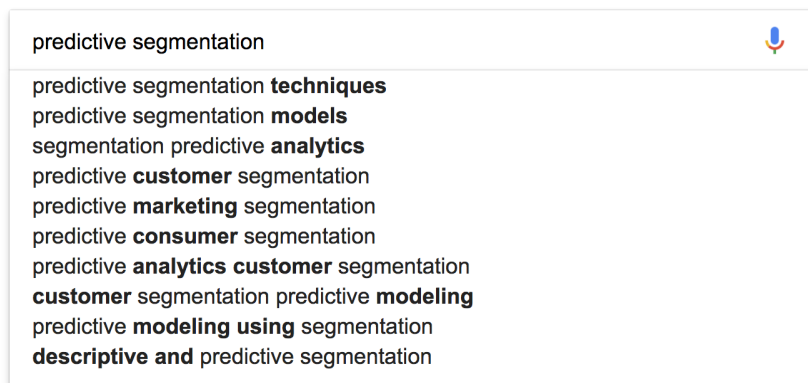 predictive segmentation
predictive segmentation techniques
predictive segmentation models
segmentation predictive analytics
predictive customer segmentation
predictive marketing segmentation
predictive consumer segmentation
predictive analytics customer segmentation
customer segmentation predictive modeling
predictive modeling using segmentation
descriptive and predictive segmentation